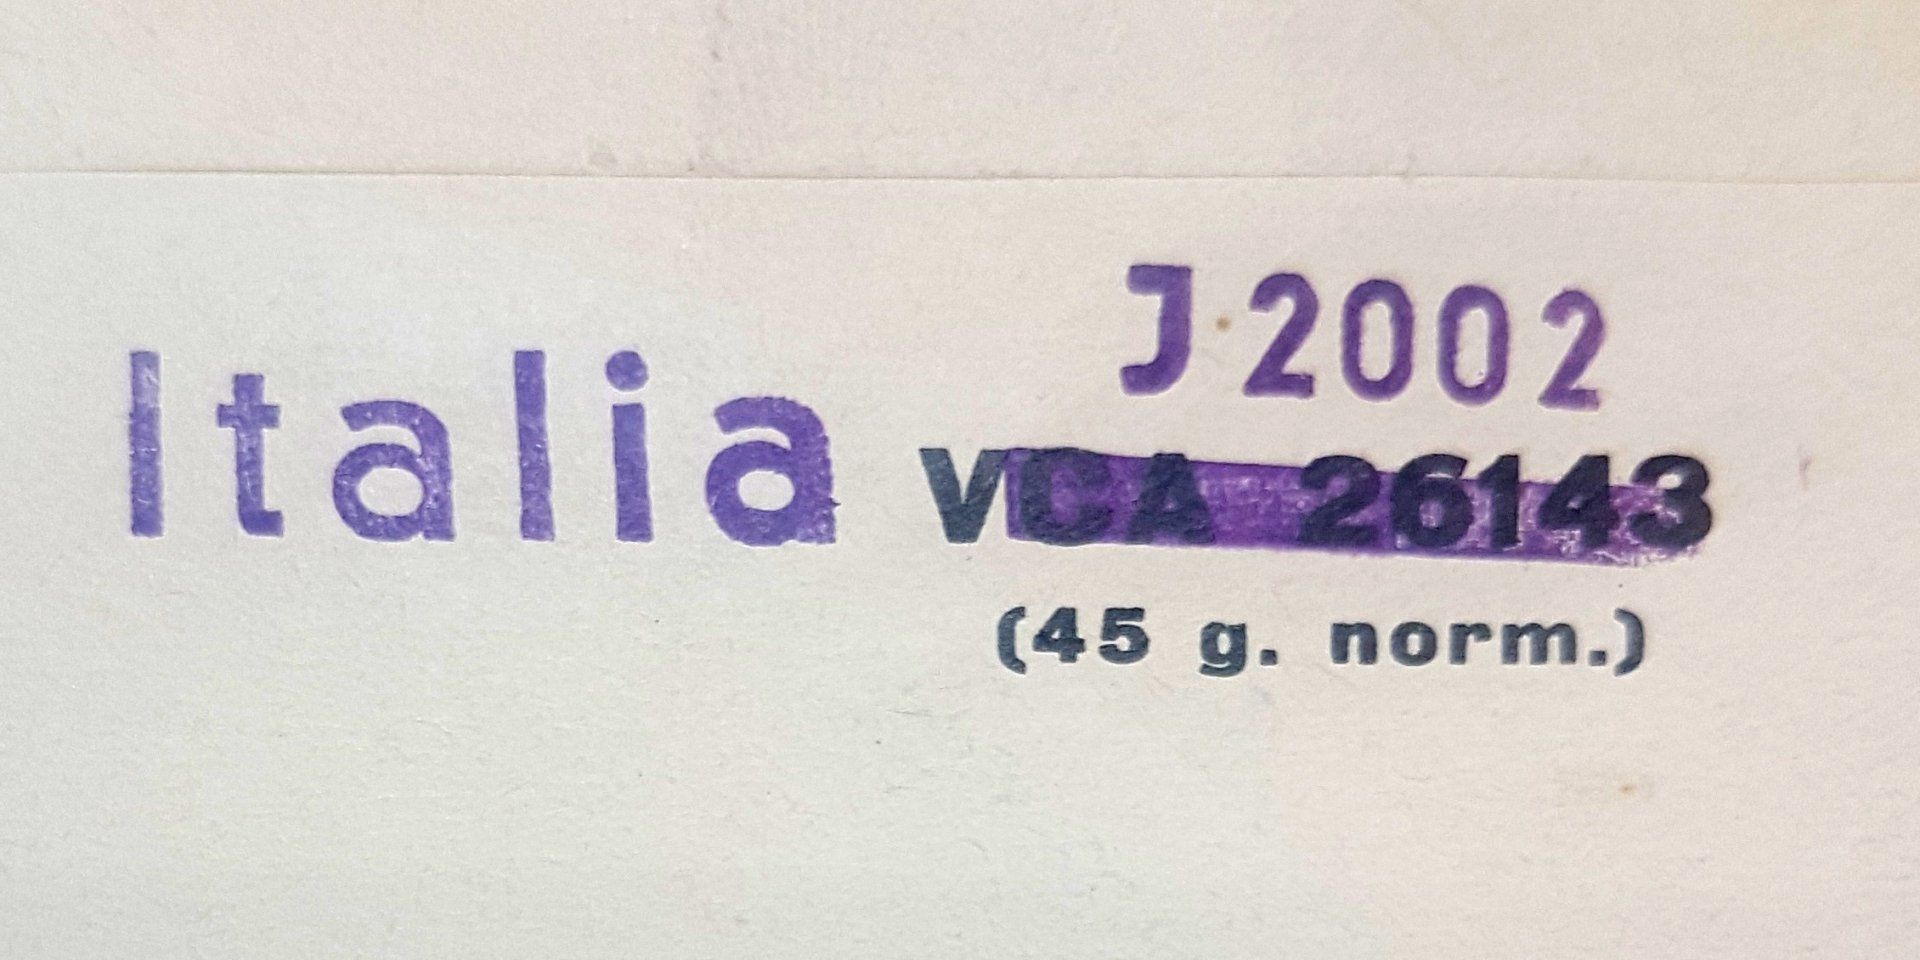 Italia
J 2002
VCA 26143
(45 g. norm.)